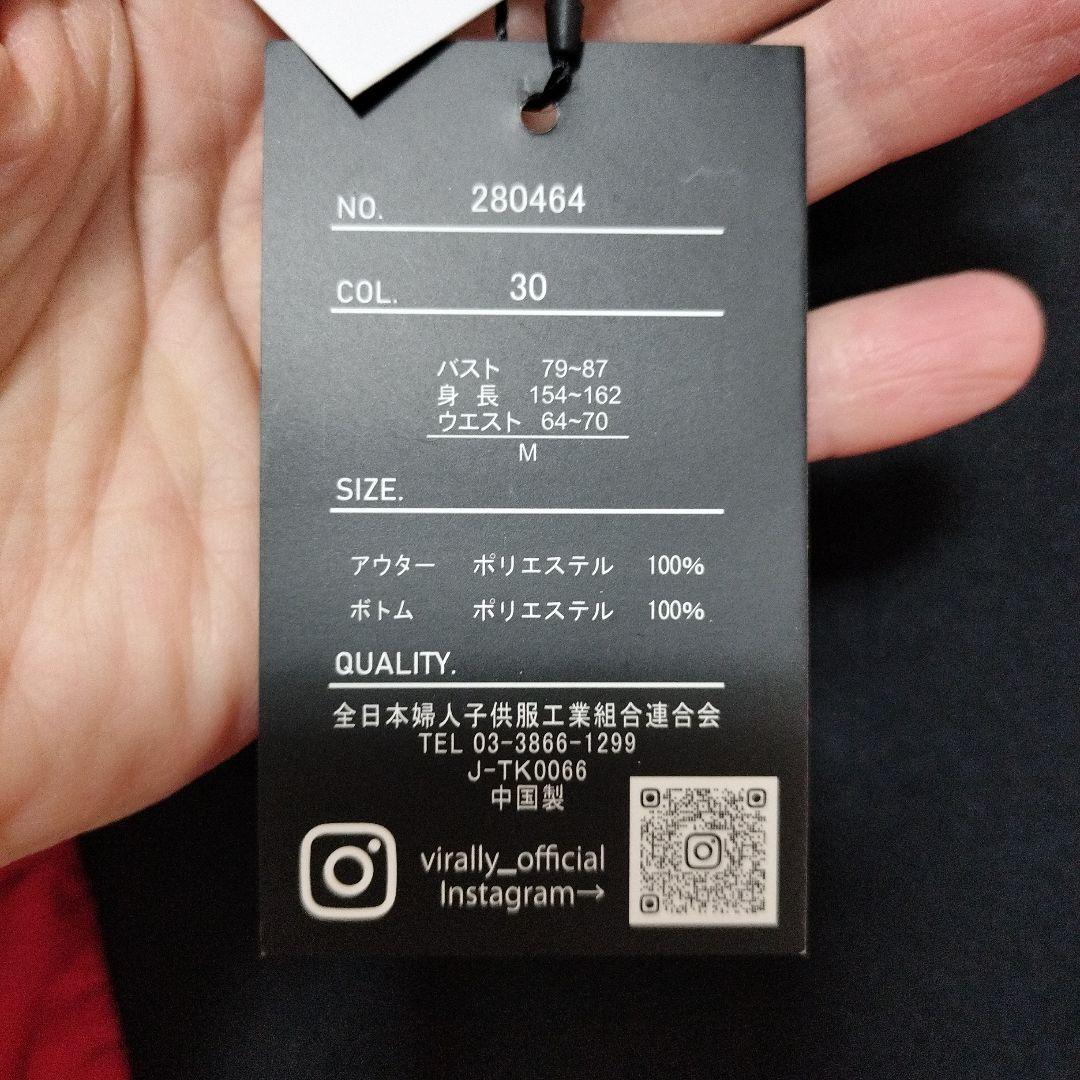 NO. 280464
COL. 30
バスト 79~87
身 長 154~162
ウエスト 64~70
M
SIZE.
アウター ポリエステル 100%
ボトム ポリエステル 100%
QUALITY.
全日本婦人子供服工業組合連合会
TEL 03-3866-1299
J-TK0066
中国製
virally_official
Instagram→